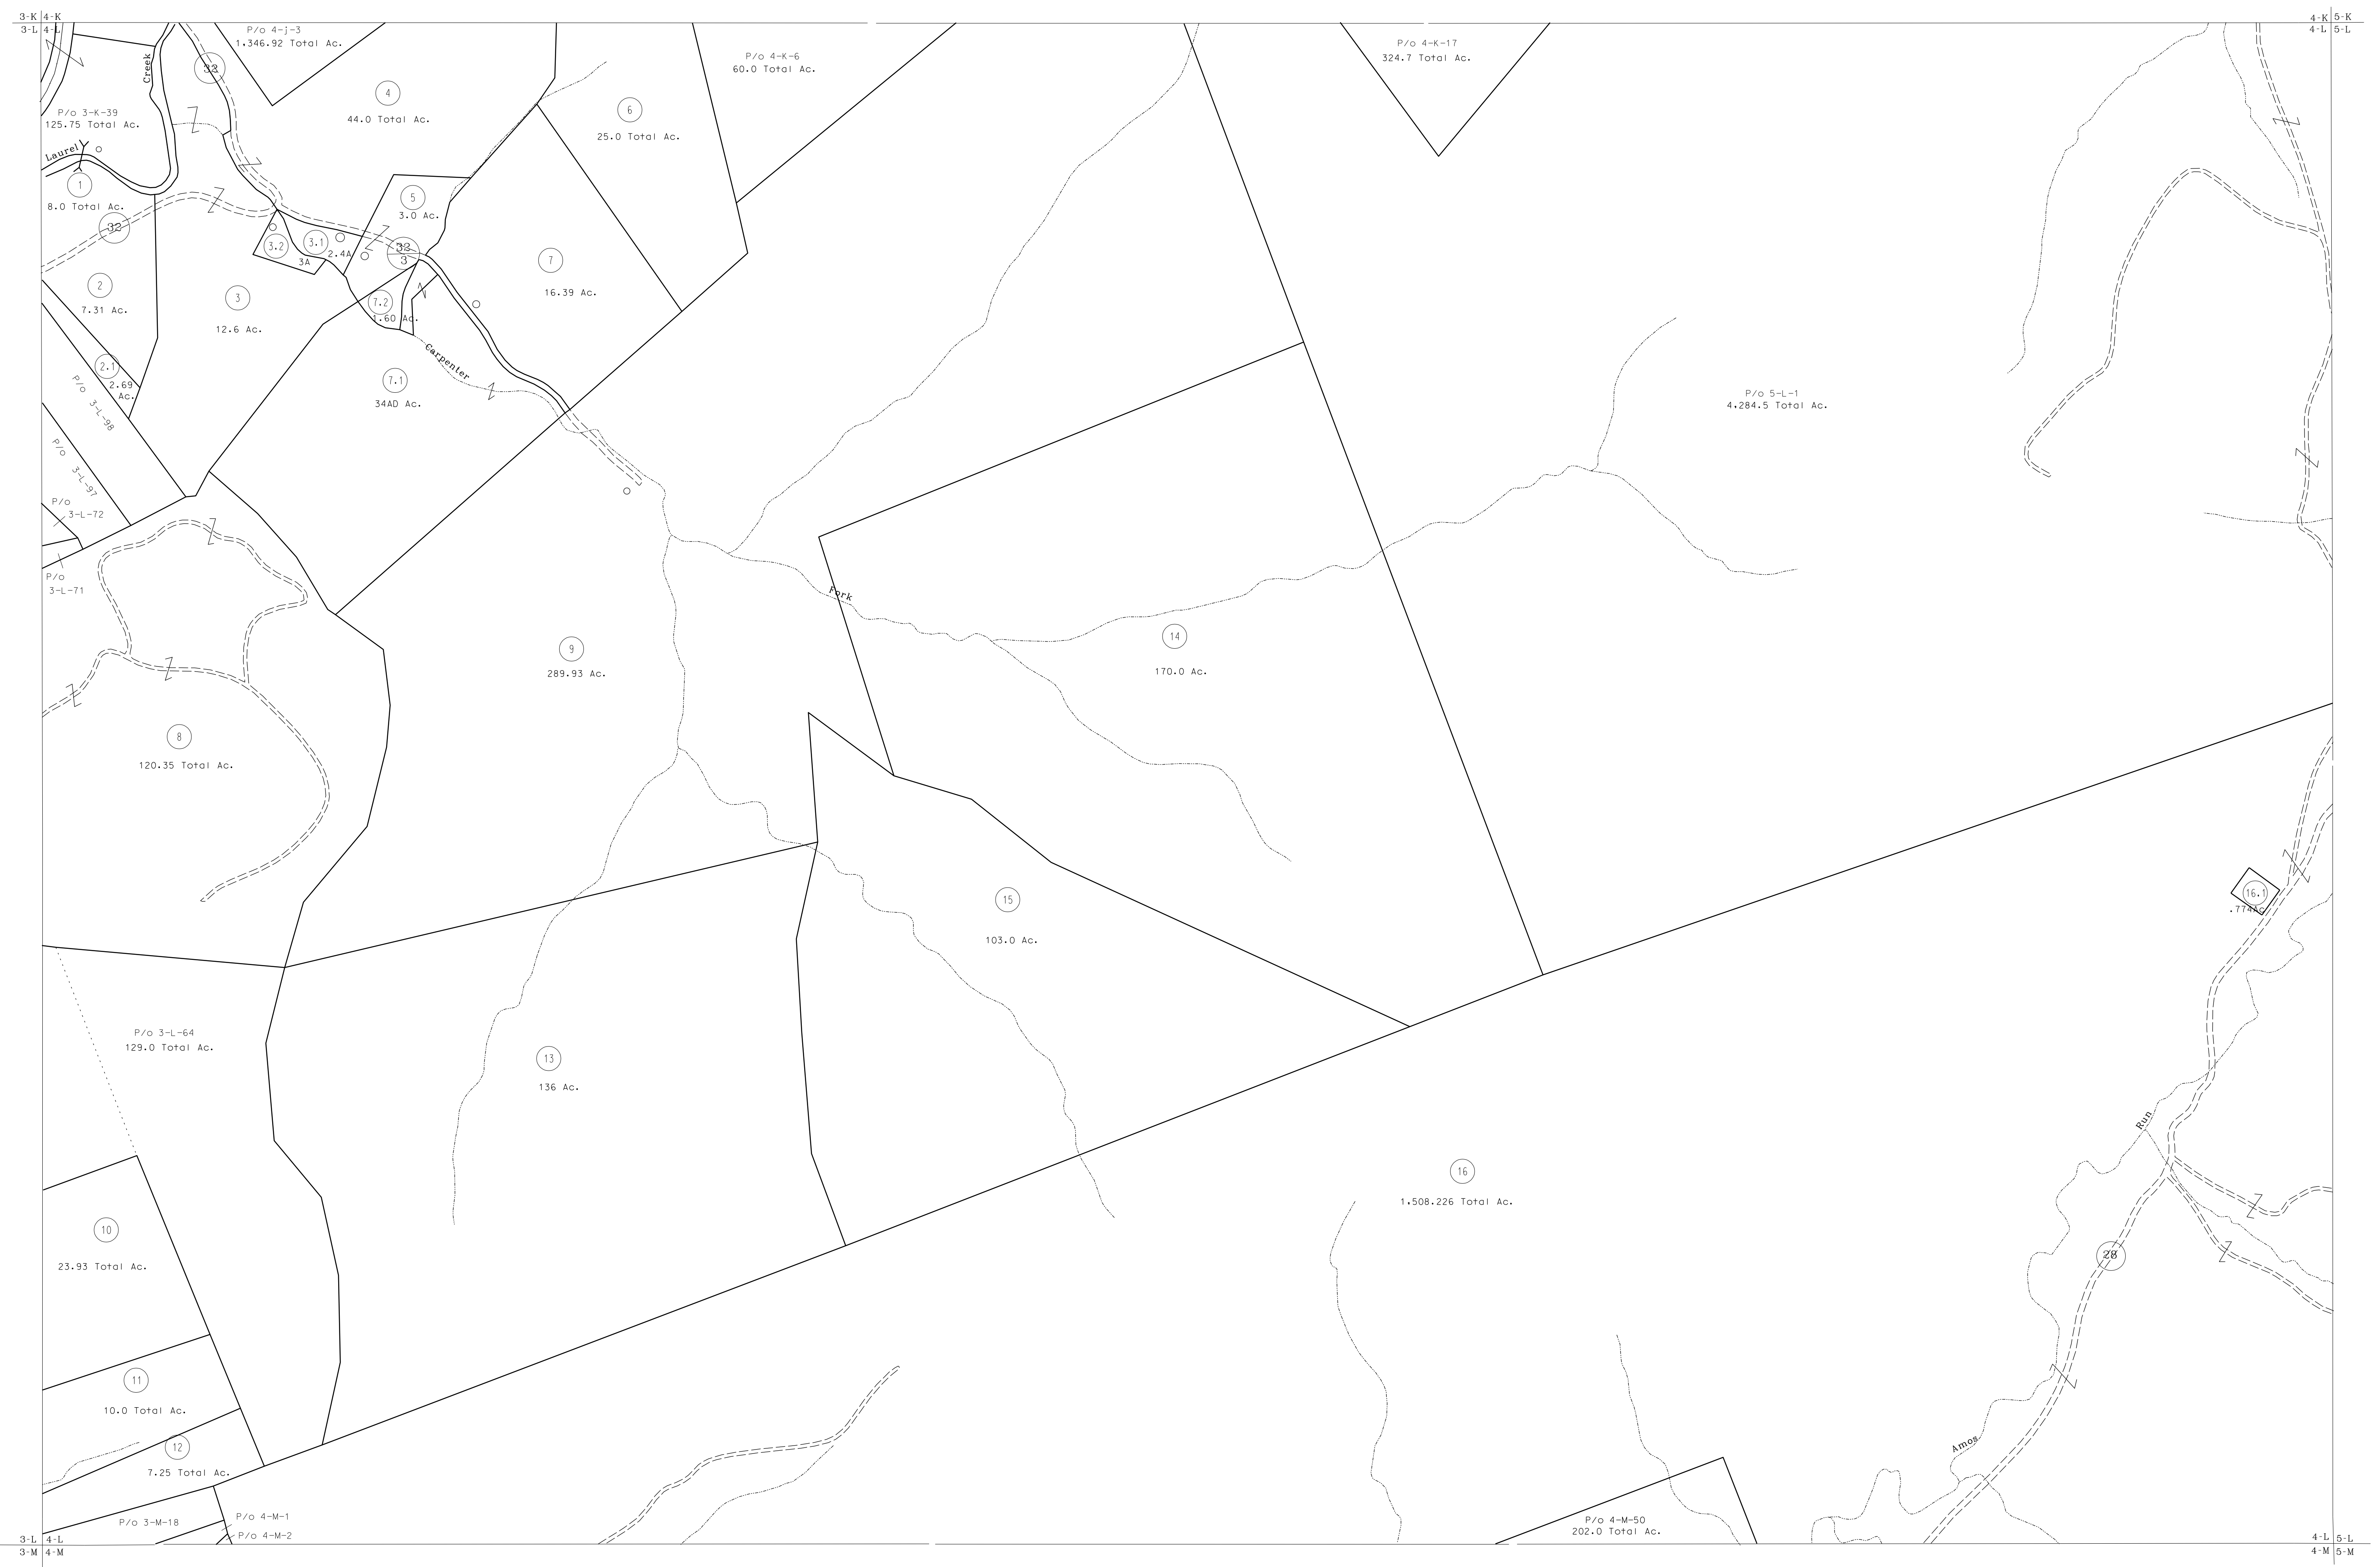 3-K 4-K
3-L 4-L
4-K 5-K
4-L 5-L
P/o 4-j-3
1.346.92 Total Ac.
P/o 4-K-6
60.0 Total Ac.
P/o 4-K-17
324.7 Total Ac.
Creek
32
4
44.0 Total Ac.
6
25.0 Total Ac.
P/o 3-K-39
125.75 Total Ac.
Laurel
1
8.0 Total Ac.
32
5
3.0 Ac.
3.2
3A
3.1
2.4A
32
3
7
16.39 Ac.
2
7.31 Ac.
3
12.6 Ac.
7.2
1.60 Ac.
Carpenter
7.1
34AD Ac.
2.1
2.69
Ac.
P/o 3-L-98
P/o 3-L-97
P/o
3-L-72
P/o
3-L-71
P/o 5-L-1
4.284.5 Total Ac.
Fork
14
170.0 Ac.
9
289.93 Ac.
8
120.35 Total Ac.
15
103.0 Ac.
16.1
.774Ac.
P/o 3-L-64
129.0 Total Ac.
13
136 Ac.
Run
16
1.508.226 Total Ac.
10
23.93 Total Ac.
28
11
10.0 Total Ac.
12
7.25 Total Ac.
Amos
P/o 3-M-18
P/o 4-M-1
P/o 4-M-2
P/o 4-M-50
202.0 Total Ac.
3-L 4-L
3-M 4-M
4-L 5-L
4-M 5-M